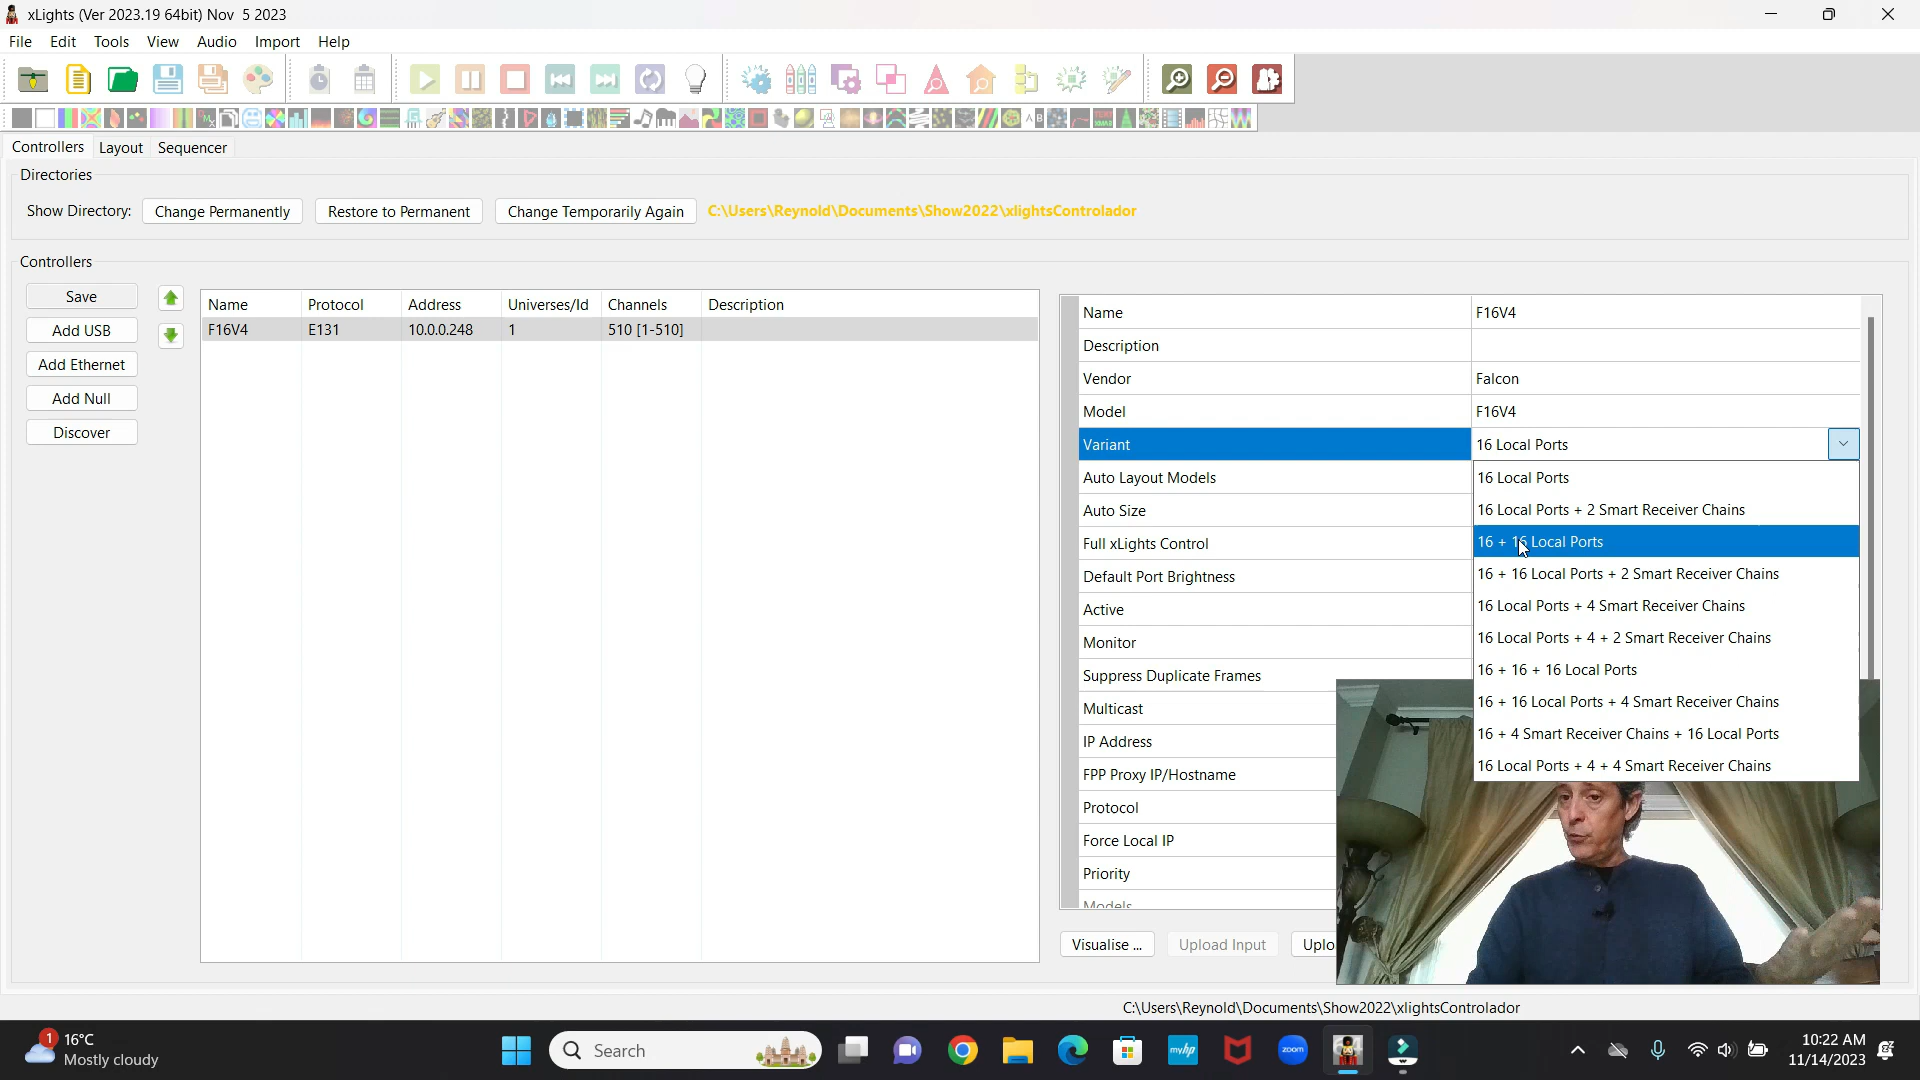 xLights (Ver 2023.19 64bit) Nov 5 2023
File Edit Tools View Audio Import Help
Controllers Layout Sequencer
Directories
Show Directory: Change Permanently Restore to Permanent Change Temporarily Again C:\Users\Reynold\Documents\Show2022\xlightsControlador
Controllers
Save
Add USB
Add Ethernet
Add Null
Discover
Name Protocol Address Universes/Id Channels Description
F16V4 E131 10.0.0.248 1 510 [1-510]
Name F16V4
Description
Vendor Falcon
Model F16V4
Variant 16 Local Ports
Auto Layout Models
Auto Size
Full xLights Control
Default Port Brightness
Active
Monitor
Suppress Duplicate Frames
Multicast
IP Address
FPP Proxy IP/Hostname
Protocol
Force Local IP
Priority
Models
16 Local Ports
16 Local Ports + 2 Smart Receiver Chains
16 + 16 Local Ports
16 + 16 Local Ports + 2 Smart Receiver Chains
16 Local Ports + 4 Smart Receiver Chains
16 Local Ports + 4 + 2 Smart Receiver Chains
16 + 16 + 16 Local Ports
16 + 16 Local Ports + 4 Smart Receiver Chains
16 + 4 Smart Receiver Chains + 16 Local Ports
16 Local Ports + 4 + 4 Smart Receiver Chains
Visualise ... Upload Input Uplo
C:\Users\Reynold\Documents\Show2022\xlightsControlador
1
16°C
Mostly cloudy
Search
myhp
zoom
64
10:22 AM
11/14/2023